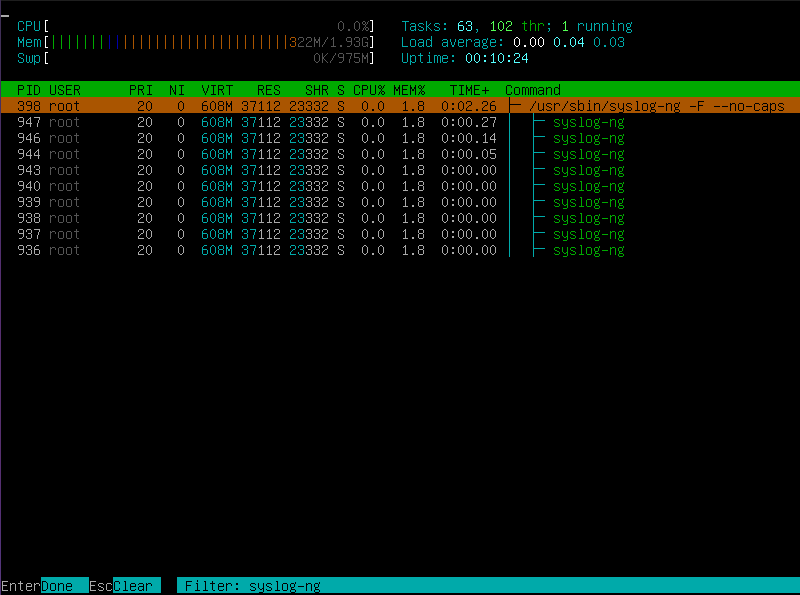 CPU[ 0.0%] Tasks: 63, 102 thr; 1 running
Mem[||||||||||||||||||||||||||||||322M/1.93G] Load average: 0.00 0.04 0.03
Swp[ 0K/975M] Uptime: 00:10:24
PID USER PRI NI VIRT RES SHR S CPU% MEM% TIME+ Command
398 root 20 0 608M 37112 23332 S 0.0 1.8 0:02.26 ├─ /usr/sbin/syslog-ng -F --no-caps
947 root 20 0 608M 37112 23332 S 0.0 1.8 0:00.27 │ ├─ syslog-ng
946 root 20 0 608M 37112 23332 S 0.0 1.8 0:00.14 │ ├─ syslog-ng
944 root 20 0 608M 37112 23332 S 0.0 1.8 0:00.05 │ ├─ syslog-ng
943 root 20 0 608M 37112 23332 S 0.0 1.8 0:00.00 │ ├─ syslog-ng
940 root 20 0 608M 37112 23332 S 0.0 1.8 0:00.00 │ ├─ syslog-ng
939 root 20 0 608M 37112 23332 S 0.0 1.8 0:00.00 │ ├─ syslog-ng
938 root 20 0 608M 37112 23332 S 0.0 1.8 0:00.00 │ ├─ syslog-ng
937 root 20 0 608M 37112 23332 S 0.0 1.8 0:00.00 │ ├─ syslog-ng
936 root 20 0 608M 37112 23332 S 0.0 1.8 0:00.00 │ ├─ syslog-ng
EnterDone EscClear Filter: syslog-ng